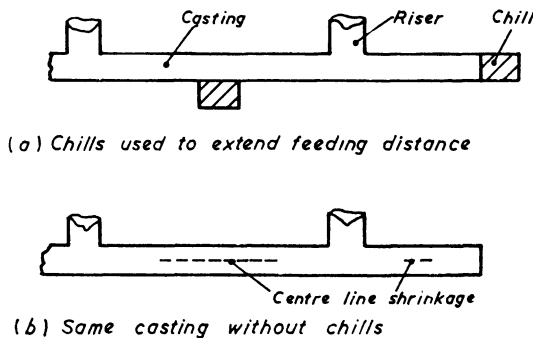 Casting
Riser
Chill
(a) Chills used to extend feeding distance
Centre line shrinkage
(b) Same casting without chills